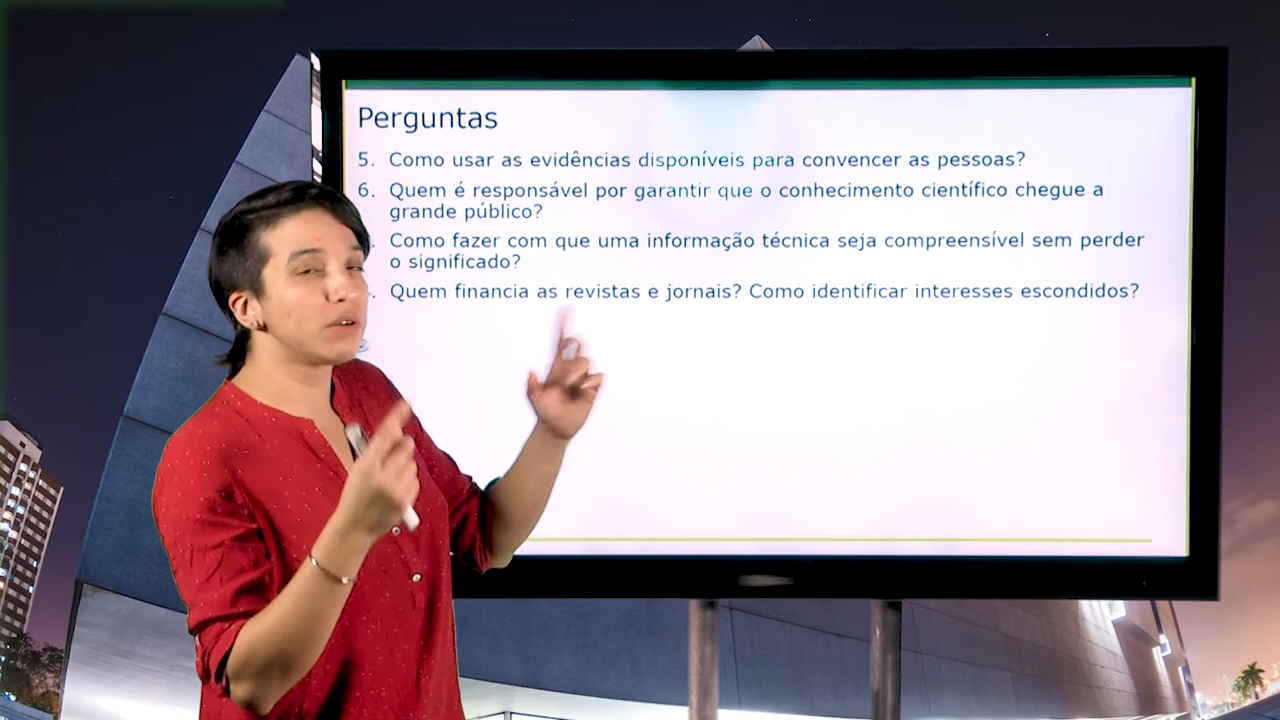 Perguntas
5. Como usar as evidências disponíveis para convencer as pessoas?
6. Quem é responsável por garantir que o conhecimento científico chegue a
grande público?
. Como fazer com que uma informação técnica seja compreensível sem perder
o significado?
. Quem financia as revistas e jornais? Como identificar interesses escondidos?